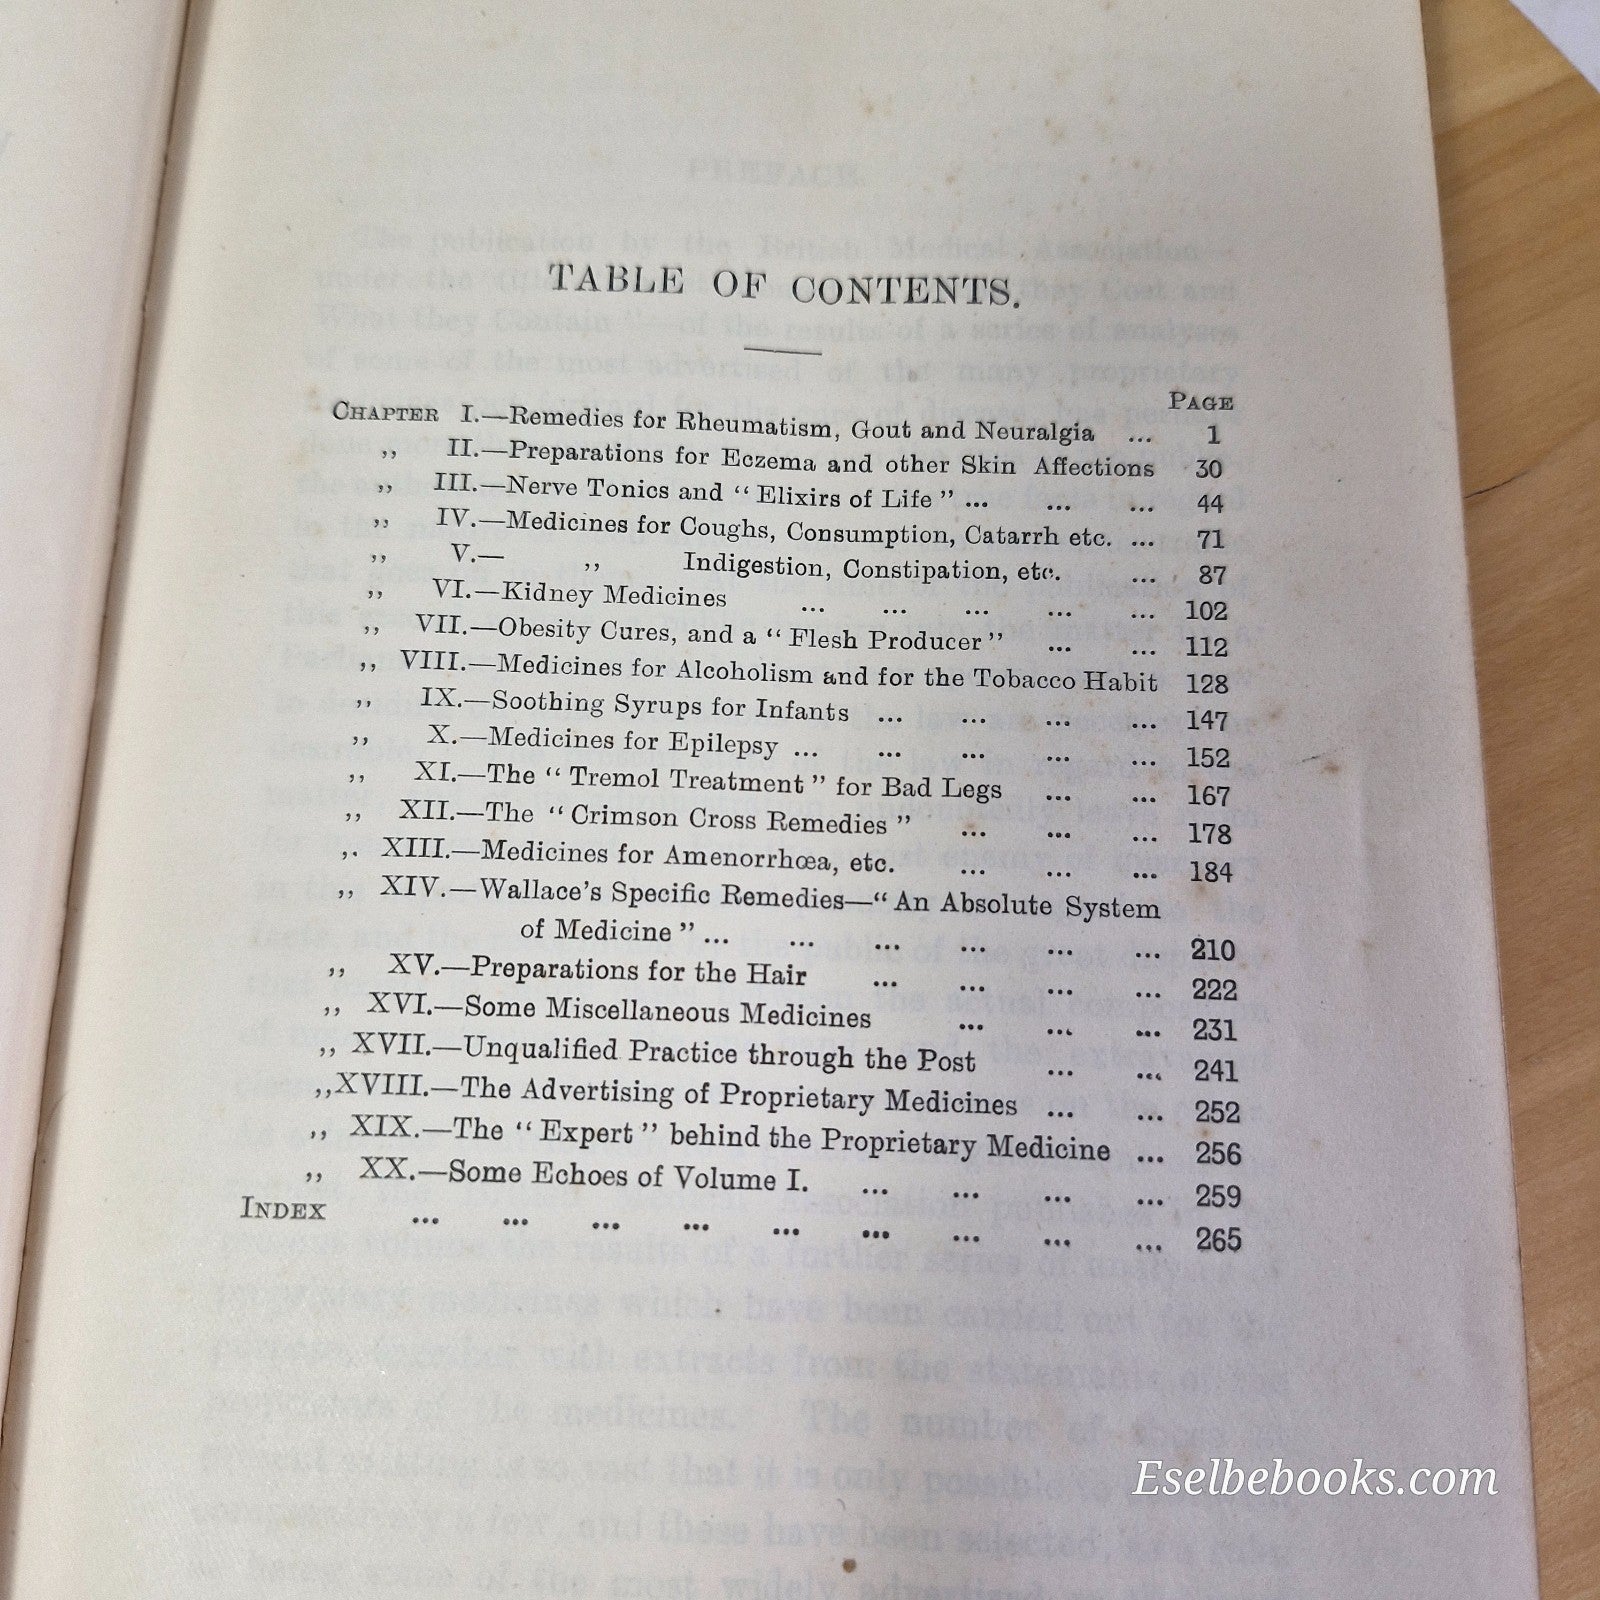 TABLE OF CONTENTS.
PAGE
CHAPTER I.—Remedies for Rheumatism, Gout and Neuralgia ... 1
,, II.—Preparations for Eczema and other Skin Affections 30
,, III.—Nerve Tonics and “Elixirs of Life” ... ... ... 44
,, IV.—Medicines for Coughs, Consumption, Catarrh etc. ... 71
,, V.— ,, Indigestion, Constipation, etc. ... 87
,, VI.—Kidney Medicines ... ... ... ... ... 102
,, VII.—Obesity Cures, and a “Flesh Producer” ... ... 112
,, VIII.—Medicines for Alcoholism and for the Tobacco Habit 128
,, IX.—Soothing Syrups for Infants ... ... ... ... 147
,, X.—Medicines for Epilepsy ... ... ... ... ... 152
,, XI.—The “Tremol Treatment” for Bad Legs ... ... 167
,, XII.—The “Crimson Cross Remedies” ... ... ... 178
,, XIII.—Medicines for Amenorrhœa, etc. ... ... ... 184
,, XIV.—Wallace’s Specific Remedies—“An Absolute System
of Medicine” ... ... ... ... ... ... 210
,, XV.—Preparations for the Hair ... ... ... ... 222
,, XVI.—Some Miscellaneous Medicines ... ... ... 231
,, XVII.—Unqualified Practice through the Post ... ... 241
,, XVIII.—The Advertising of Proprietary Medicines ... ... 252
,, XIX.—The “Expert” behind the Proprietary Medicine ... 256
,, XX.—Some Echoes of Volume I. ... ... ... ... 259
INDEX ... ... ... ... ... ... ... ... ... 265
Eselbebooks.com